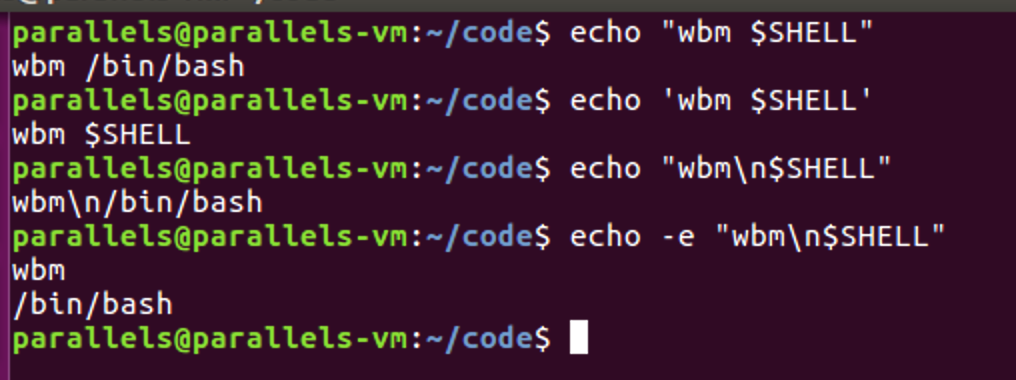 parallels@parallels-vm:~/code$ echo "wbm $SHELL"
wbm /bin/bash
parallels@parallels-vm:~/code$ echo 'wbm $SHELL'
wbm $SHELL
parallels@parallels-vm:~/code$ echo "wbm\n$SHELL"
wbm\n/bin/bash
parallels@parallels-vm:~/code$ echo -e "wbm\n$SHELL"
wbm
/bin/bash
parallels@parallels-vm:~/code$